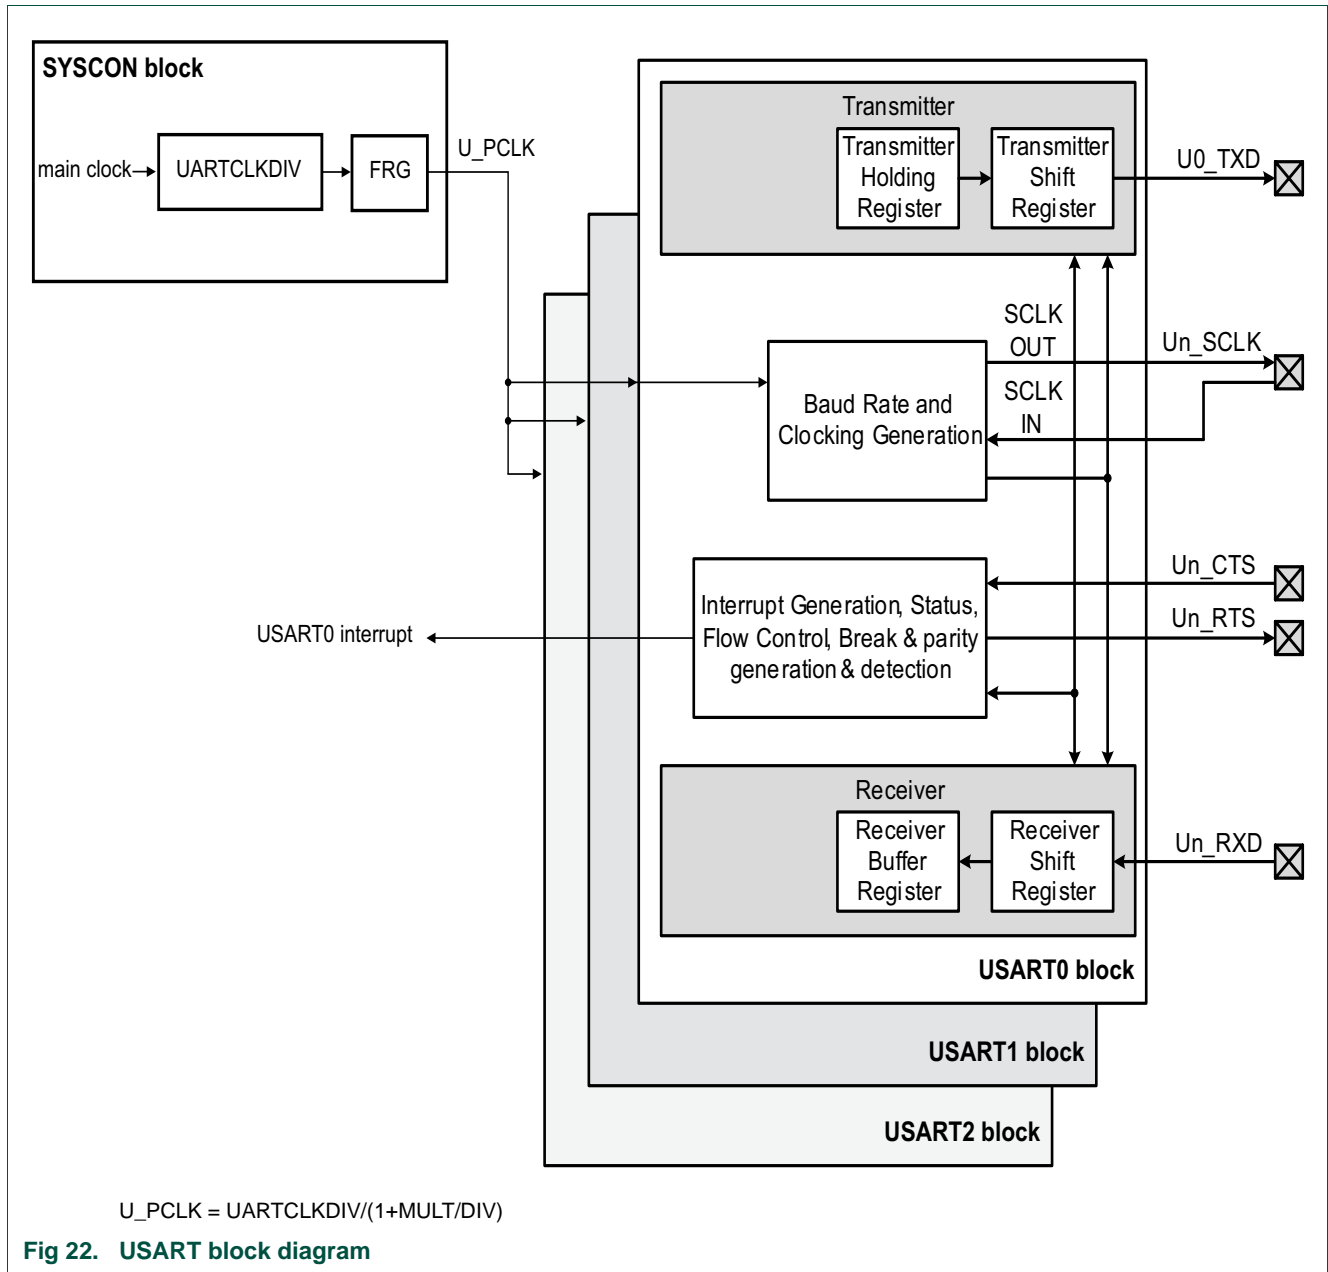 SYSCON block
main clock
UARTCLKDIV
FRG
U_PCLK
Transmitter
Transmitter
Holding
Register
Transmitter
Shift
Register
U0_TXD
SCLK
OUT
Un_SCLK
SCLK
IN
Baud Rate and
Clocking Generation
Un_CTS
Un_RTS
Interrupt Generation, Status,
Flow Control, Break & parity
generation & detection
USART0 interrupt
Receiver
Receiver
Buffer
Register
Receiver
Shift
Register
Un_RXD
USART0 block
USART1 block
USART2 block
U_PCLK = UARTCLKDIV/(1+MULT/DIV)
Fig 22. USART block diagram